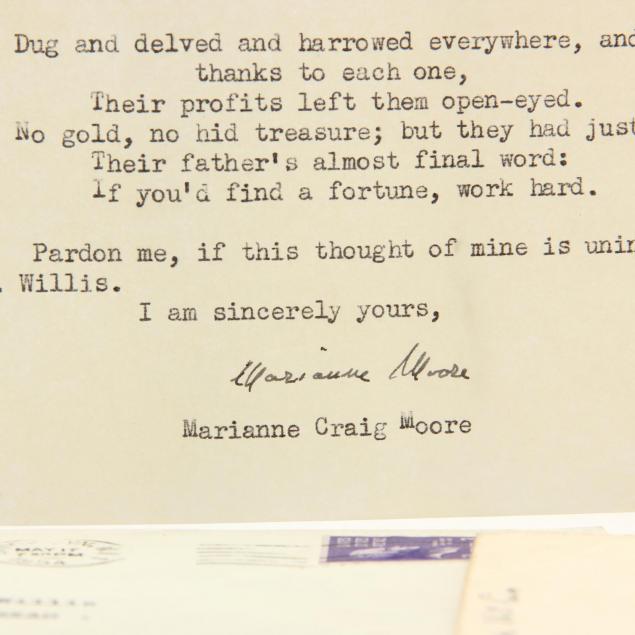 Dug and delved and harrowed everywhere, and
thanks to each one,
Their profits left them open-eyed.
No gold, no hid treasure; but they had just
Their father's almost final word:
If you'd find a fortune, work hard.
Pardon me, if this thought of mine is
. Willis.
I am sincerely yours,
Marianne Moore
Marianne Craig Moore
MAY 17